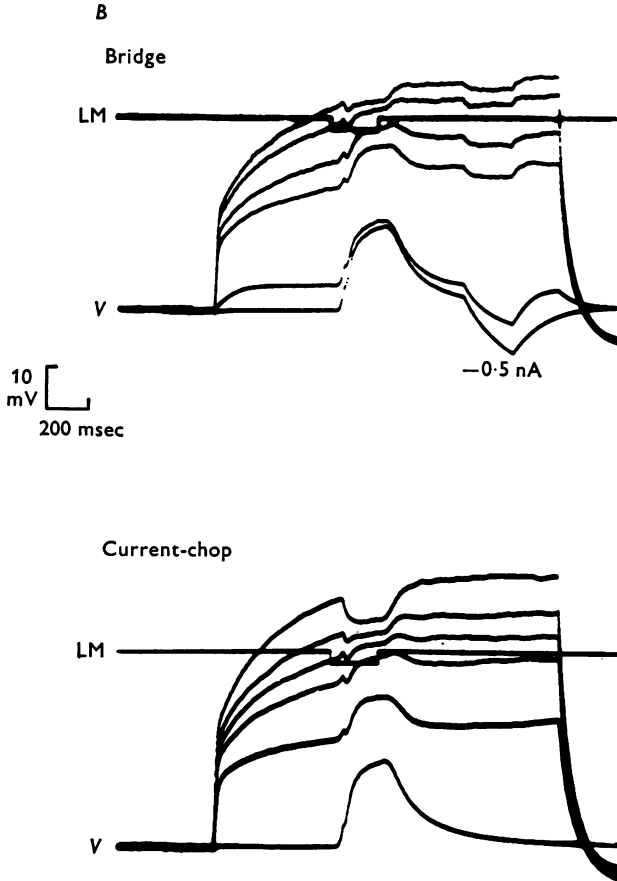 B
Bridge
LM
V
−0·5 nA
10
mV
200 msec
Current-chop
LM
V